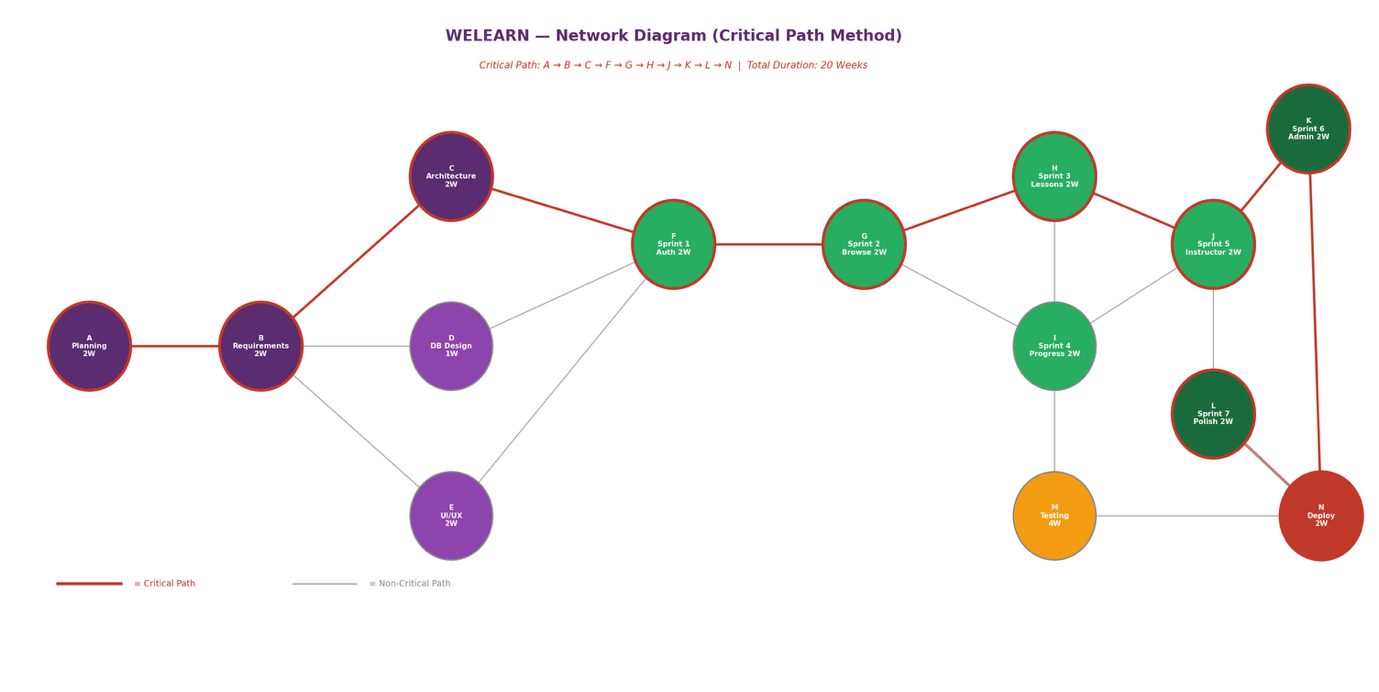 WELEARN — Network Diagram (Critical Path Method)
Critical Path: A → B → C → F → G → H → J → K → L → N | Total Duration: 20 Weeks
K
Sprint 6
Admin 2W
C
Architecture
2W
H
Sprint 3
Lessons 2W
F
Sprint 1
Auth 2W
G
Sprint 2
Browse 2W
J
Sprint 5
Instructor 2W
A
Planning
2W
B
Requirements
2W
D
DB Design
1W
I
Sprint 4
Progress 2W
L
Sprint 7
Polish 2W
E
UI/UX
2W
M
Testing
4W
N
Deploy
2W
= Critical Path
= Non-Critical Path